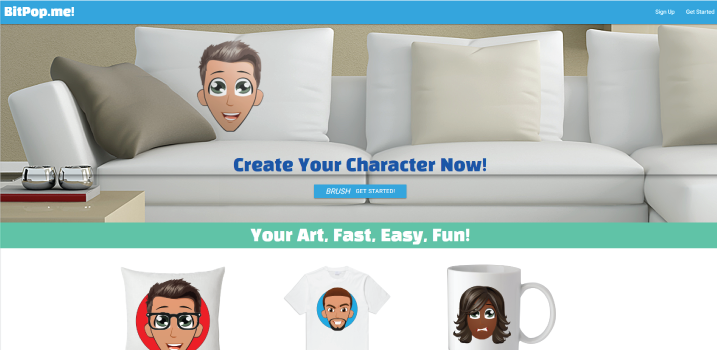 BitPop.me!
Sign Up
Get Started
Create Your Character Now!
BRUSH GET STARTED!
Your Art, Fast, Easy, Fun!